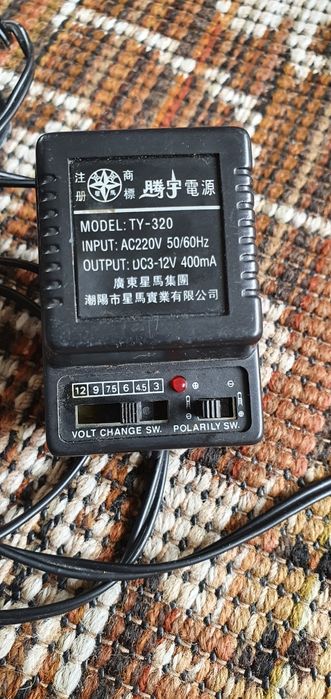 注 商
册 標
騰宇電源
MODEL: TY-320
INPUT: AC220V 50/60Hz
OUTPUT: DC3-12V 400mA
廣東星馬集團
潮陽市星馬實業有限公司
12 9 7.5 6 4.5 3
VOLT CHANGE SW. POLARILY SW.